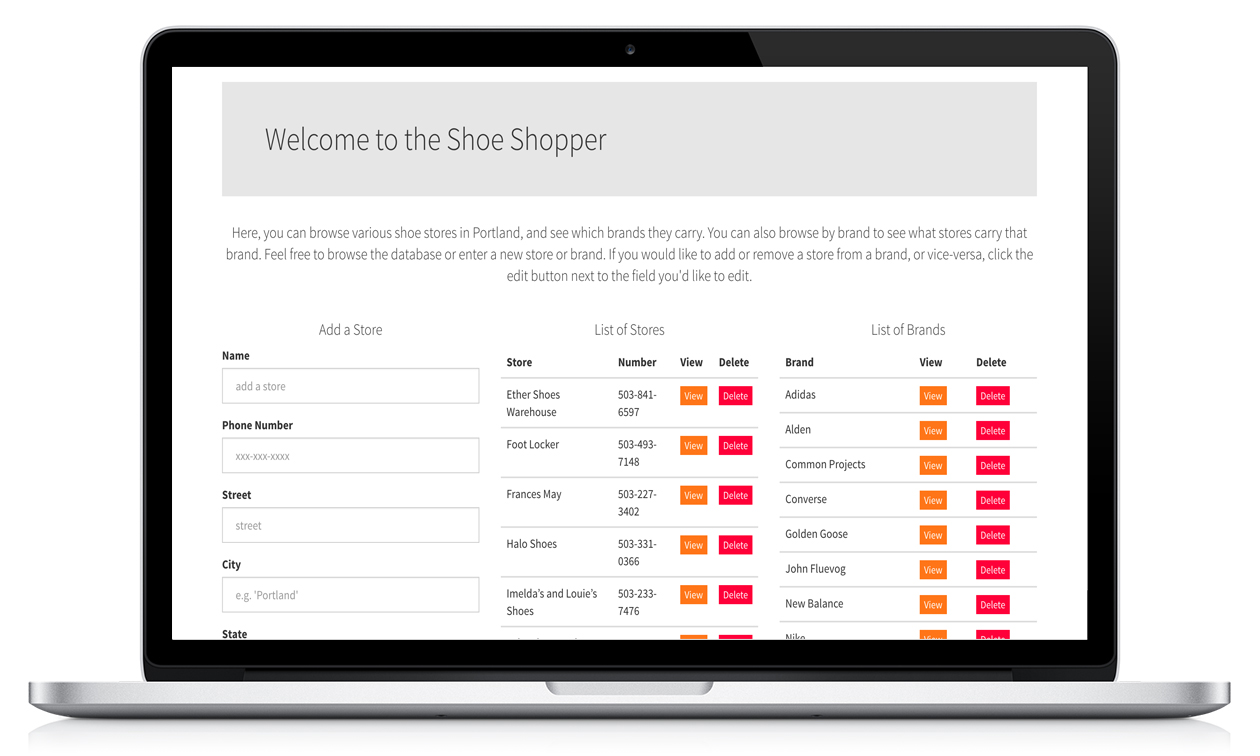 Welcome to the Shoe Shopper
Here, you can browse various shoe stores in Portland, and see which brands they carry. You can also browse by brand to see what stores carry that
brand. Feel free to browse the database or enter a new store or brand. If you would like to add or remove a store from a brand, or vice-versa, click the
edit button next to the field you'd like to edit.
Add a Store
Name
add a store
Phone Number
xxx-xxx-xxxx
Street
street
City
e.g. 'Portland'
State
List of Stores
Store Number View Delete
Ether Shoes 503-841- View Delete
Warehouse 6597
Foot Locker 503-493- View Delete
7148
Frances May 503-227- View Delete
3402
Halo Shoes 503-331- View Delete
0366
Imelda's and Louie's 503-233- View Delete
Shoes 7476
List of Brands
Brand View Delete
Adidas View Delete
Alden View Delete
Common Projects View Delete
Converse View Delete
Golden Goose View Delete
John Fluevog View Delete
New Balance View Delete
Nike View Delete